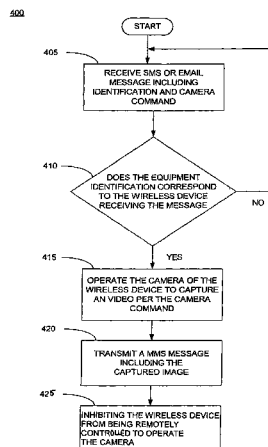 400
START
405
RECEIVE SMS OR EMAIL
MESSAGE INCLUDING
IDENTIFICATION AND CAMERA
COMMAND
410
DOES THE EQUIPMENT
IDENTIFICATION CORRESPOND
TO THE WIRELESS DEVICE
RECEIVING THE MESSAGE
NO
YES
415
OPERATE THE CAMERA OF THE
WIRELESS DEVICE TO CAPTURE
AN VIDEO PER THE CAMERA
COMMAND
420
TRANSMIT A MMS MESSAGE
INCLUDING THE
CAPTURED IMAGE
425
INHIBITING THE WIRELESS DEVICE
FROM BEING REMOTELY
CONTROLLED TO OPERATE
THE CAMERA